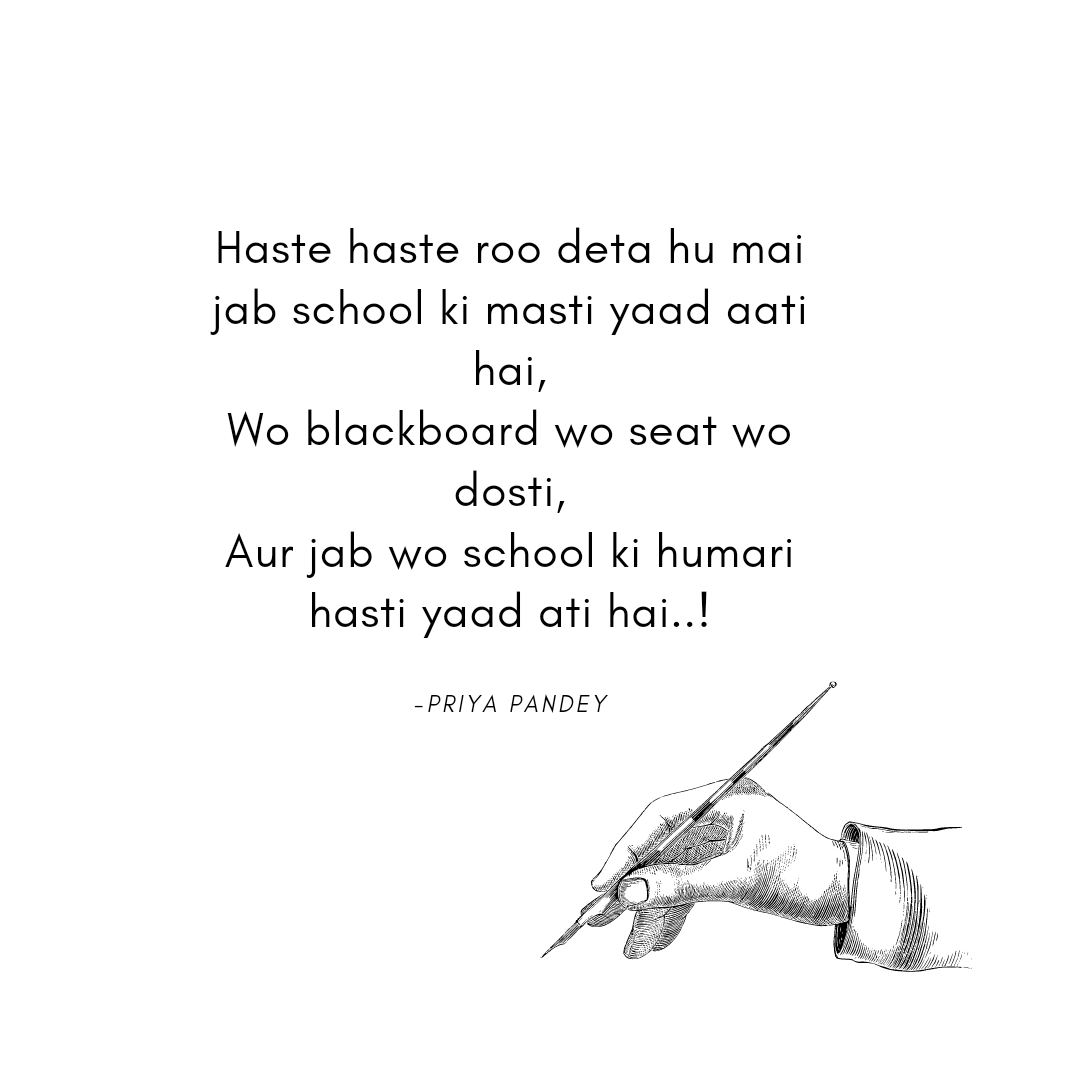 Haste haste roo deta hu mai
jab school ki masti yaad aati
hai,
Wo blackboard wo seat wo
dosti,
Aur jab wo school ki humari
hasti yaad ati hai..!
-PRIYA PANDEY